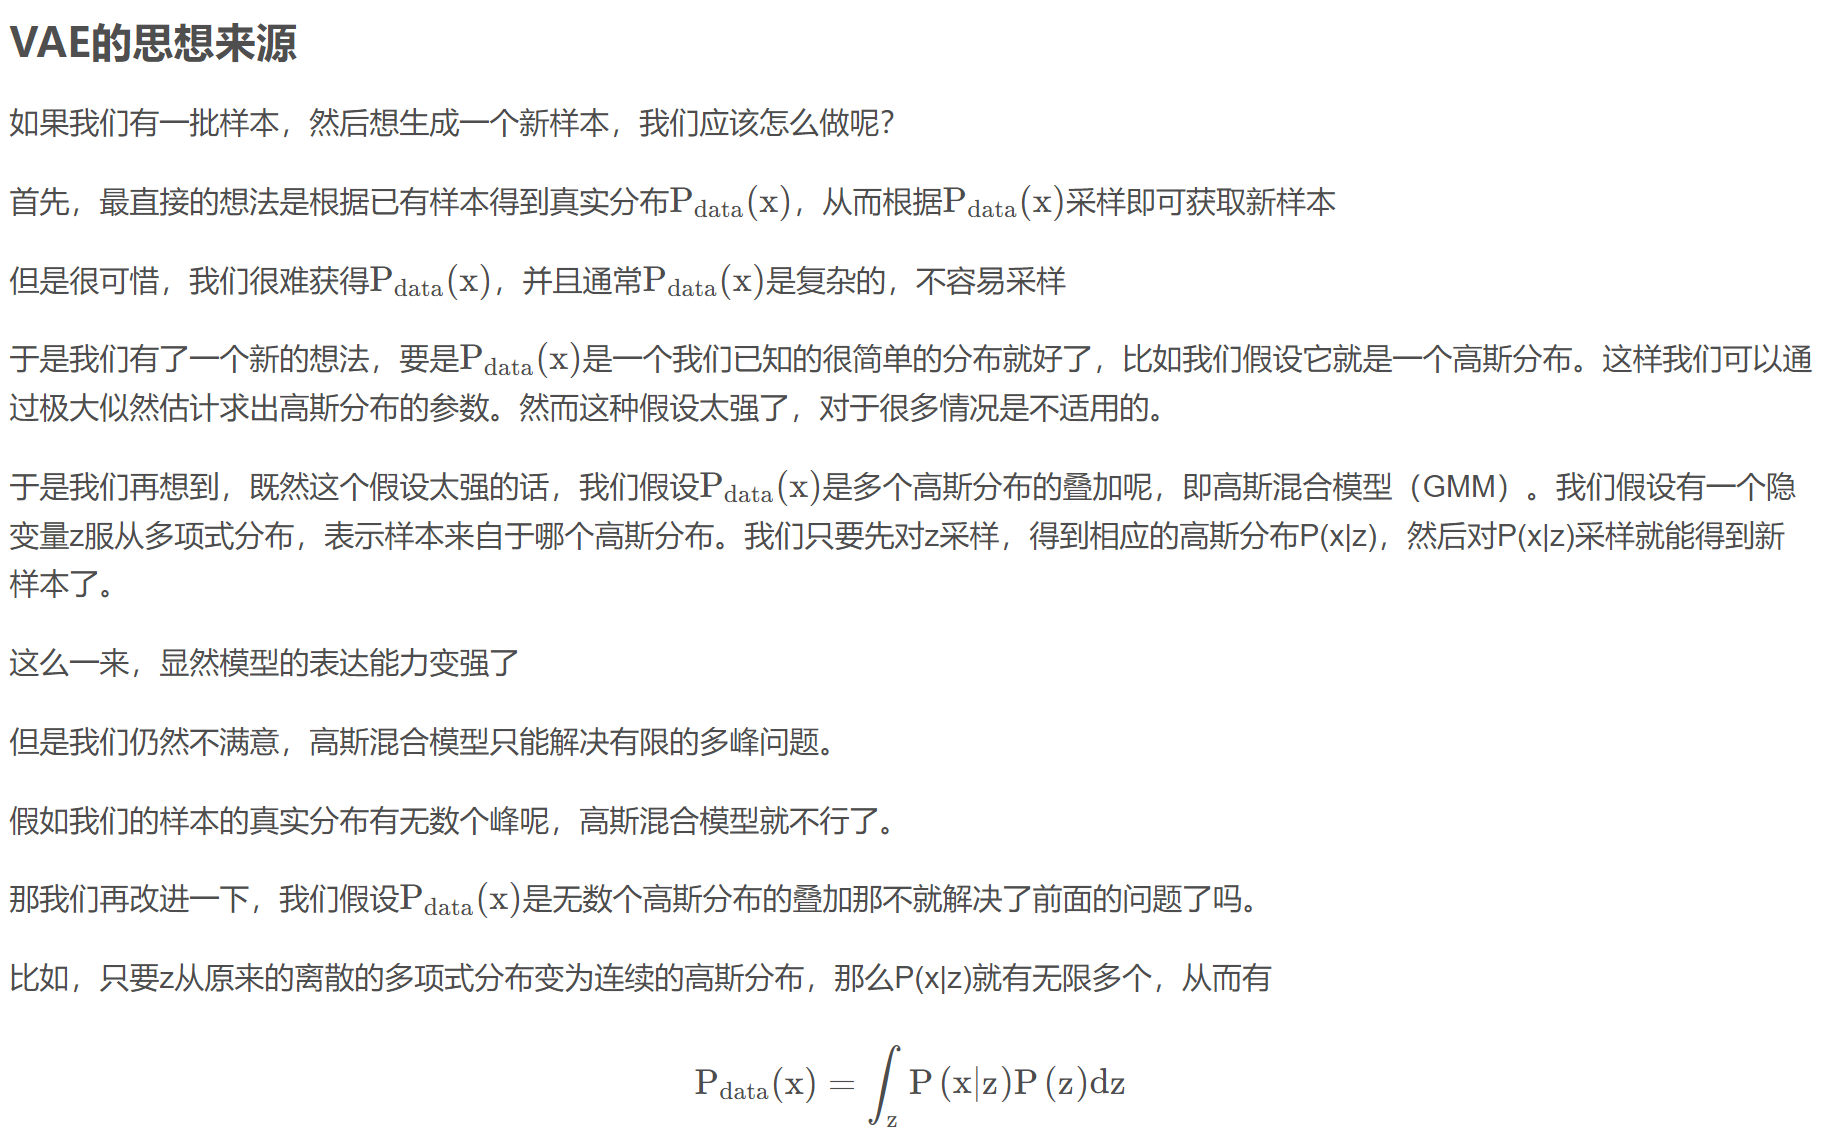 VAE的思想来源
如果我们有一批样本，然后想生成一个新样本，我们应该怎么做呢？
首先，最直接的想法是根据已有样本得到真实分布P_data(x)，从而根据P_data(x)采样即可获取新样本
但是很可惜，我们很难获得P_data(x)，并且通常P_data(x)是复杂的，不容易采样
于是我们有了一个新的想法，要是P_data(x)是一个我们已知的很简单的分布就好了，比如我们假设它就是一个高斯分布。这样我们可以通
过极大似然估计求出高斯分布的参数。然而这种假设太强了，对于很多情况是不适用的。
于是我们再想到，既然这个假设太强的话，我们假设P_data(x)是多个高斯分布的叠加呢，即高斯混合模型（GMM）。我们假设有一个隐
变量z服从多项式分布，表示样本来自于哪个高斯分布。我们只要先对z采样，得到相应的高斯分布P(x|z)，然后对P(x|z)采样就能得到新
样本了。
这么一来，显然模型的表达能力变强了
但是我们仍然不满意，高斯混合模型只能解决有限的多峰问题。
假如我们的样本的真实分布有无数个峰呢，高斯混合模型就不行了。
那我们再改进一下，我们假设P_data(x)是无数个高斯分布的叠加那不就解决了前面的问题了吗。
比如，只要z从原来的离散的多项式分布变为连续的高斯分布，那么P(x|z)就有无限多个，从而有
P_data(x) = ∫_z P(x|z)P(z)dz